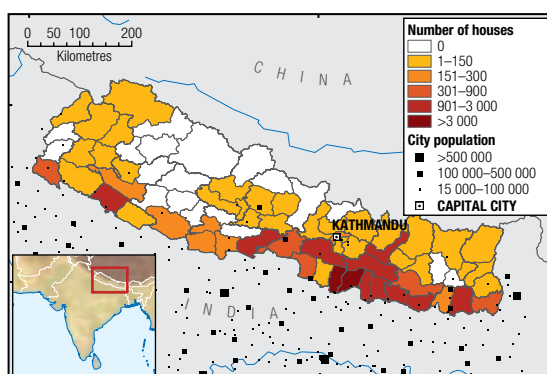 0 100 200
Kilometres
CHINA
KATHMANDU
INDIA
Number of houses
0
1–150
151–300
301–900
901–3 000
>3 000
City population
>500 000
100 000–500 000
15 000–100 000
CAPITAL CITY